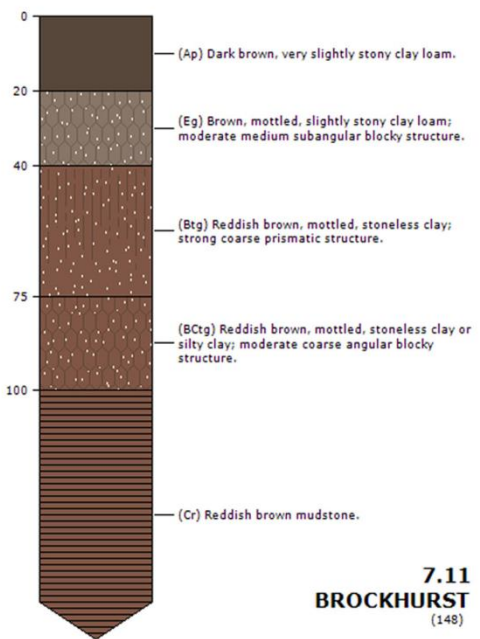 0
(Ap) Dark brown, very slightly stony clay loam.
20
(Eg) Brown, mottled, slightly stony clay loam;
moderate medium subangular blocky structure.
40
(Btg) Reddish brown, mottled, stoneless clay;
strong coarse prismatic structure.
75
(BCtg) Reddish brown, mottled, stoneless clay or
silty clay; moderate coarse angular blocky
structure.
100
(Cr) Reddish brown mudstone.
7.11
BROCKHURST
(148)